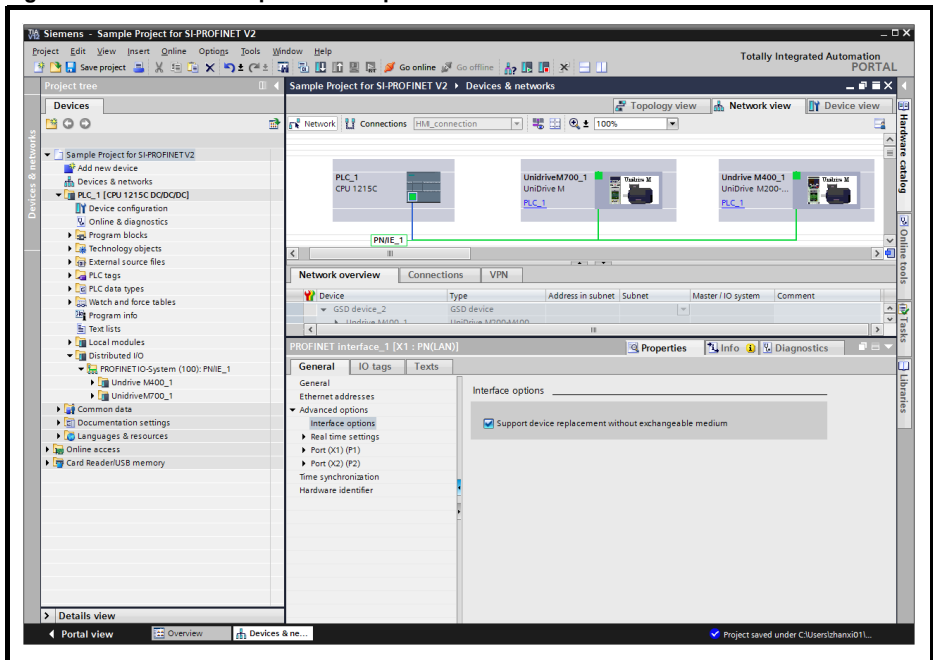 Siemens - Sample Project for SI-PROFINET V2
Project Edit View Insert Online Options Tools Window Help
Totally Integrated Automation
PORTAL
Save project
Go online
Go offline
Project tree
Sample Project for SI-PROFINET V2 ▸ Devices & networks
Devices
Topology view
Network view
Device view
Network
Connections
HMI_connection
100%
Devices & networks
Sample Project for SI-PROFINET V2
Add new device
Devices & networks
PLC_1 [CPU 1215C DC/DC/DC]
Device configuration
Online & diagnostics
Program blocks
Technology objects
External source files
PLC tags
PLC data types
Watch and force tables
Program info
Text lists
Local modules
Distributed I/O
PROFINET IO-System (100): PN/IE_1
Undrive M400_1
UnidriveM700_1
Common data
Documentation settings
Languages & resources
Online access
Card Reader/USB memory
PLC_1
CPU 1215C
UnidriveM700_1
UniDrive M
PLC_1
Unidrive M
Undrive M400_1
UniDrive M200-...
PLC_1
Unidrive M
PN/IE_1
Network overview
Connections
VPN
Device
Type
Address in subnet
Subnet
Master / IO system
Comment
GSD device_2
GSD device
Undrive M400_1
UniDrive M200-M400
PROFINET interface_1 [X1 : PN(LAN)]
Properties
Info
Diagnostics
General
IO tags
Texts
General
Ethernet addresses
Advanced options
Interface options
Real time settings
Port (X1) (P1)
Port (X2) (P2)
Time synchronization
Hardware identifier
Interface options
Support device replacement without exchangeable medium
Hardware catalog
Online tools
Tasks
Libraries
Details view
Portal view
Overview
Devices & ne...
Project saved under C:\Users\zhanxi01\...